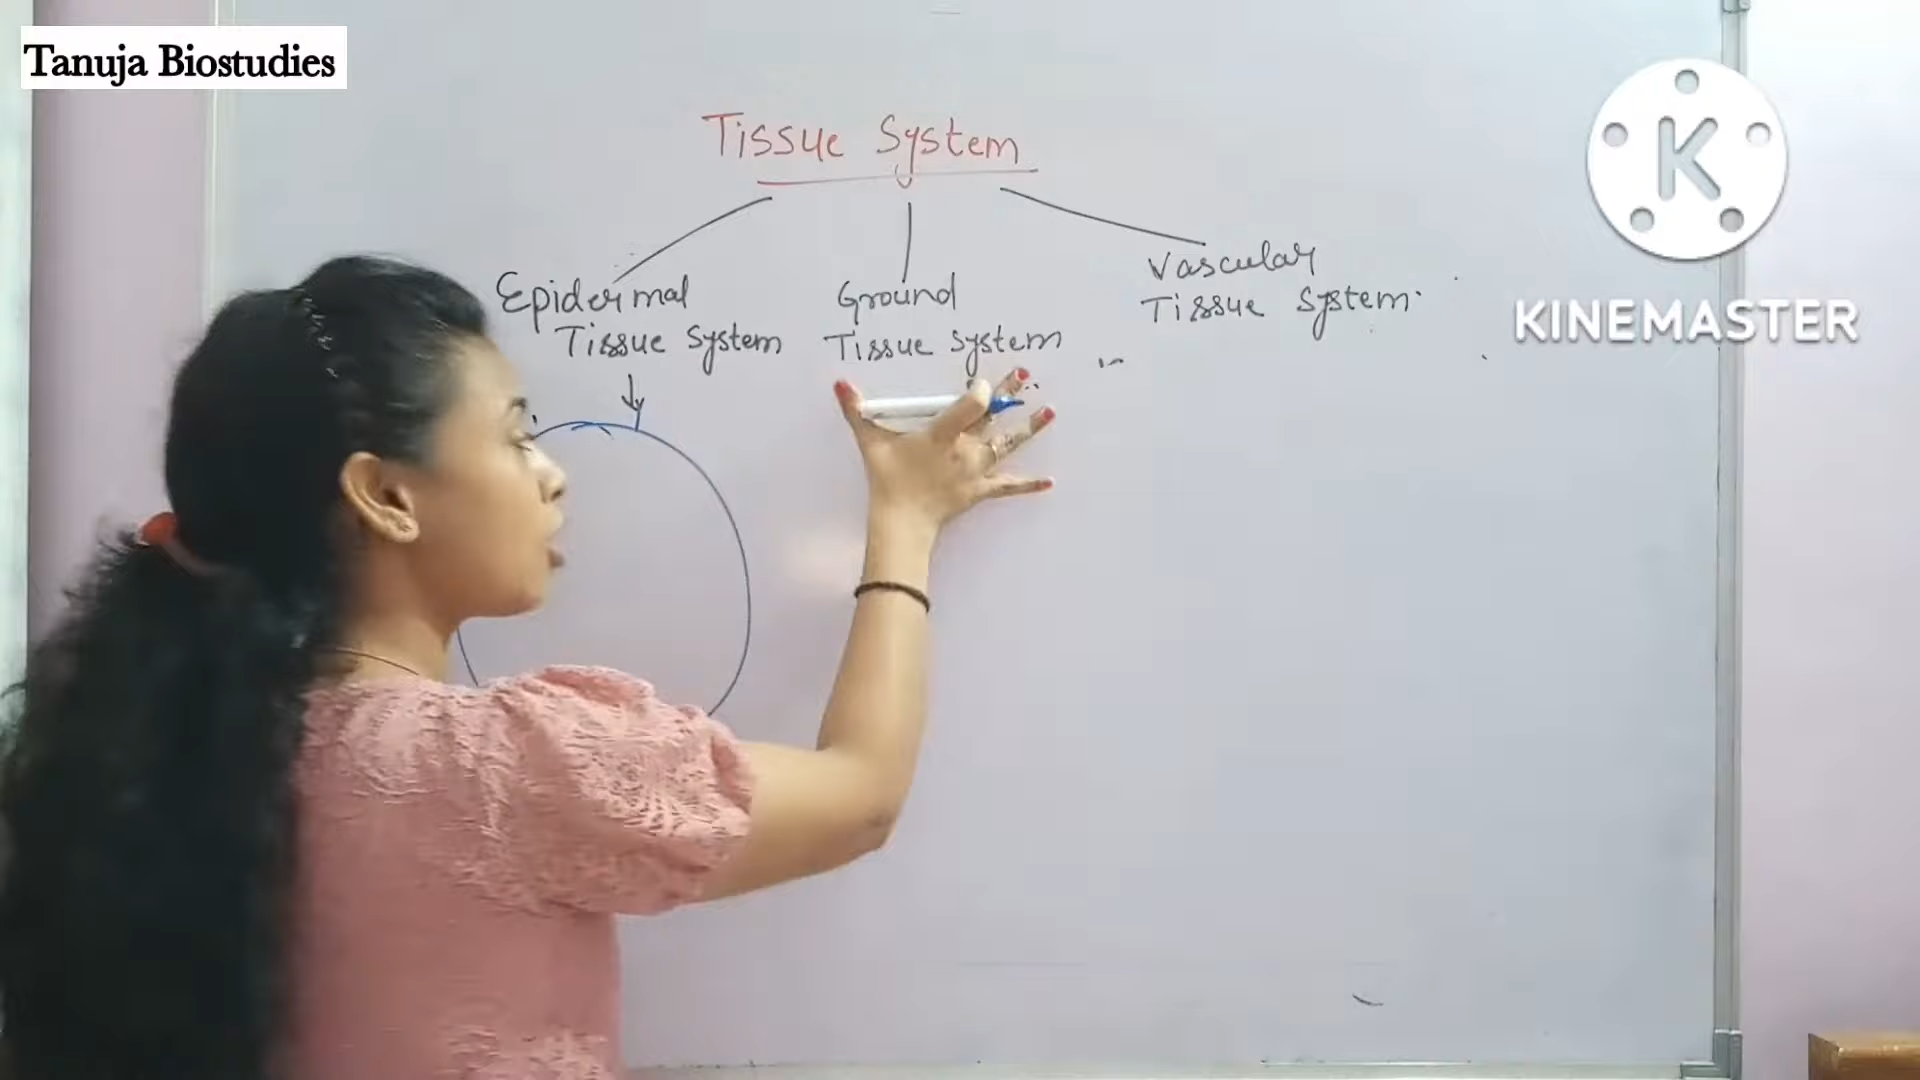 Tanuja Biostudies
Tissue System
Epidermal
Tissue System
Ground
Tissue System
Vascular
Tissue System.
K
KINEMASTER